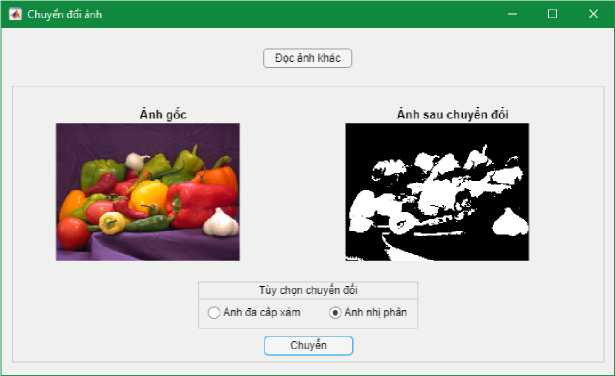 Chuyển đổi ảnh
Đọc ảnh khác
Ảnh gốc
Ảnh sau chuyển đổi
Tùy chọn chuyển đổi
Ảnh đa cấp xám
Ảnh nhị phân
Chuyển